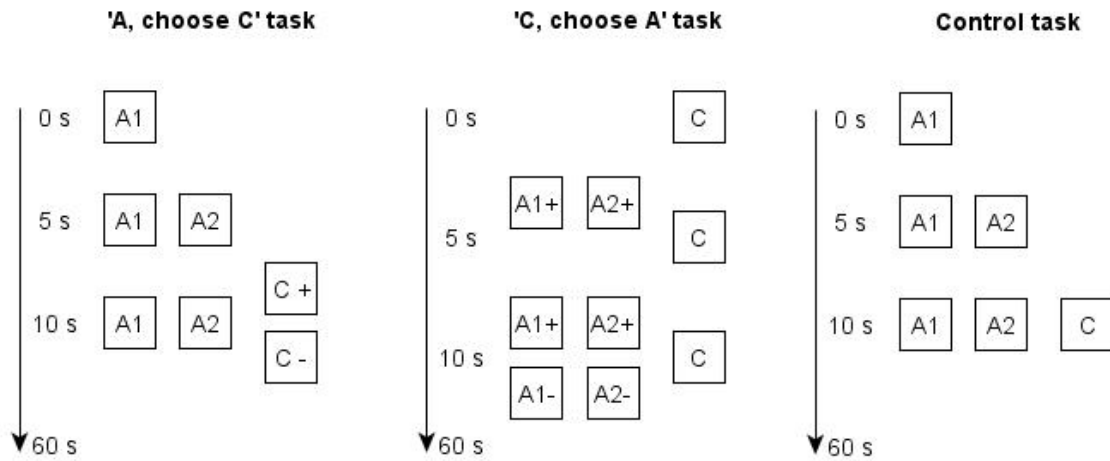 'A, choose C' task
0 s A1
5 s A1 A2
C +
10 s A1 A2
C -
60 s
'C, choose A' task
0 s C
A1+ A2+
5 s C
A1+ A2+
10 s C
A1- A2-
60 s
Control task
0 s A1
5 s A1 A2
10 s A1 A2 C
60 s